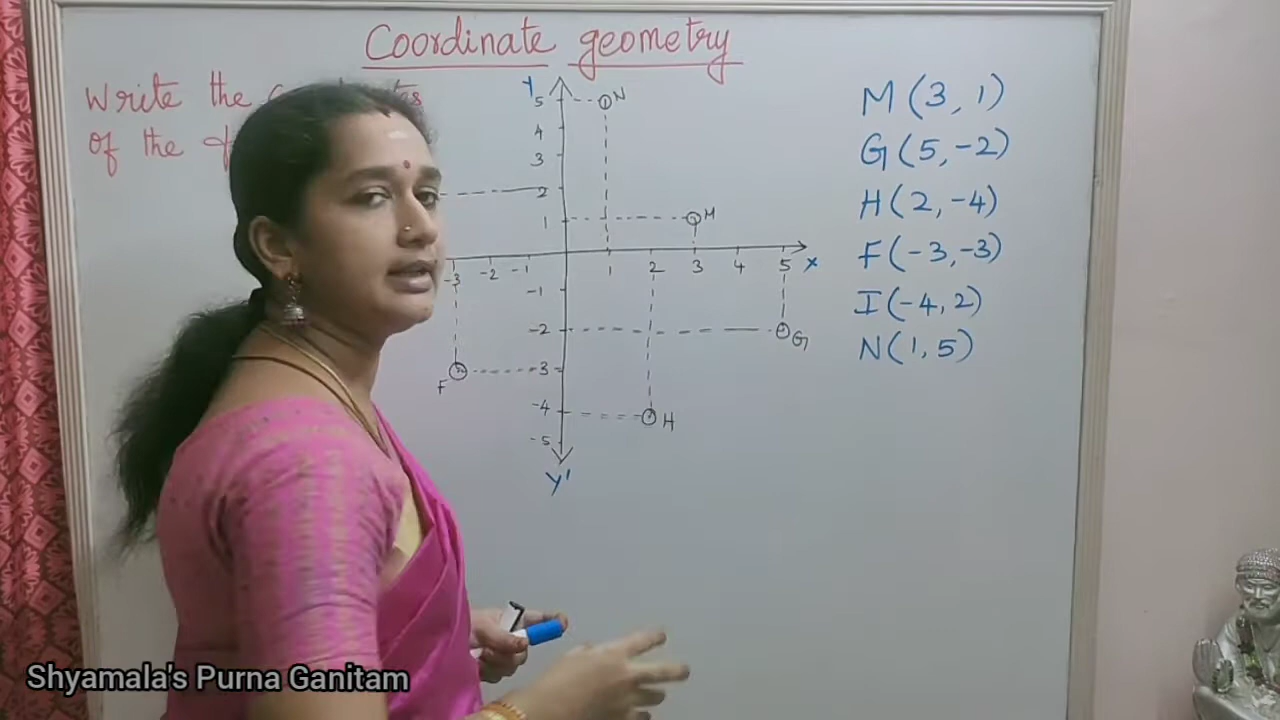 Coordinate geometry
Write the
of the
Y
5 N
4
3
2
1 M
-3 -2 -1 1 2 3 4 5 X
-1
-2 G
-3
F
-4 H
-5
Y'
M (3, 1)
G (5, -2)
H (2, -4)
F (-3, -3)
I (-4, 2)
N (1, 5)
Shyamala's Purna Ganitam